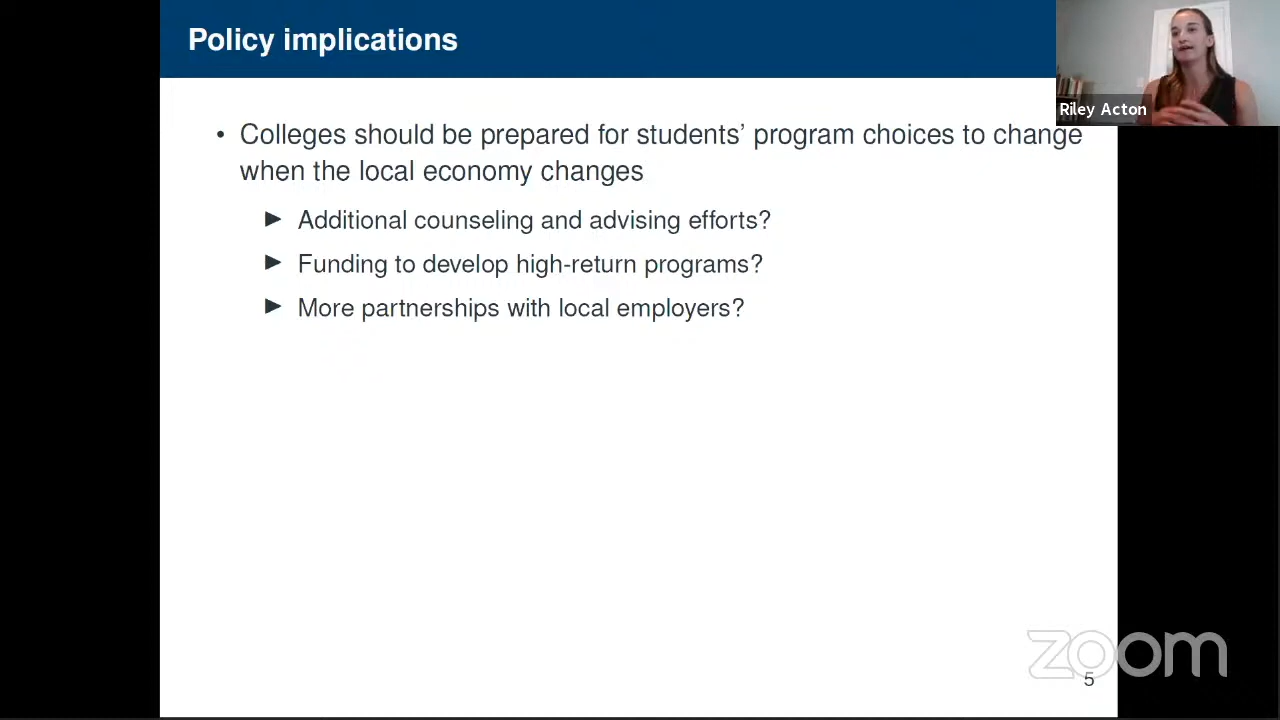 Policy implications
Riley Acton
• Colleges should be prepared for students' program choices to change
when the local economy changes
► Additional counseling and advising efforts?
► Funding to develop high-return programs?
► More partnerships with local employers?
zoom
5